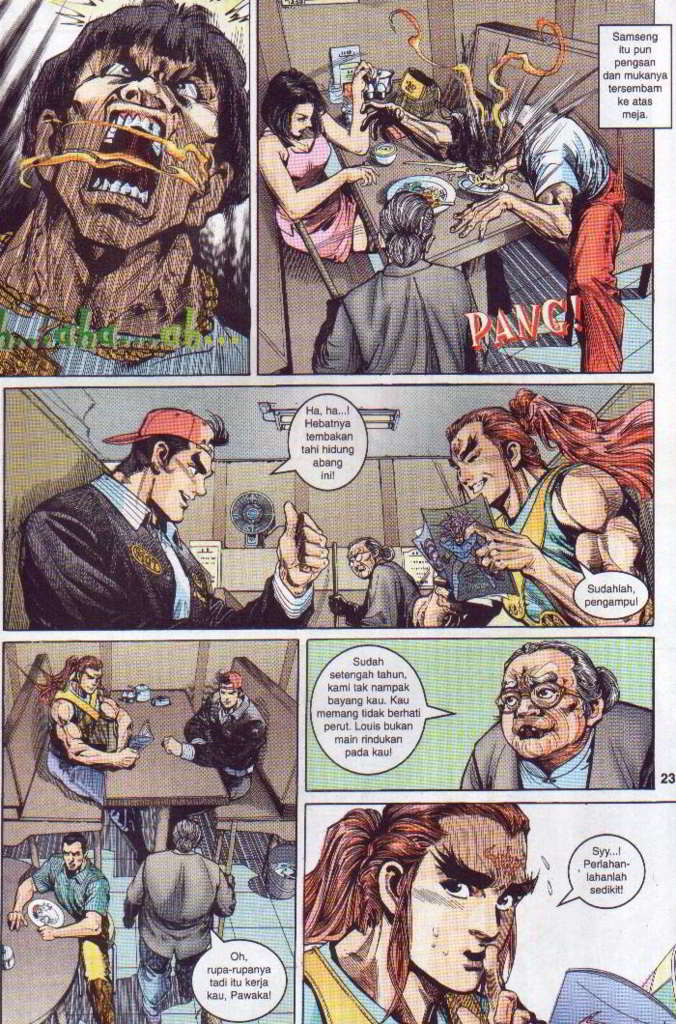 h...aha....ah...
Samseng
itu pun
pengsan
dan mukanya
tersembam
ke atas
meja.
PANG!
Ha, ha...!
Hebatnya
tembakan
tahi hidung
abang
ini!
Sudahlah,
pengampu!
Sudah
setengah tahun,
kami tak nampak
bayang kau. Kau
memang tidak berhati
perut. Louis bukan
main rindukan
pada kau!
23
Oh,
rupa-rupanya
tadi itu kerja
kau, Pawaka!
Syy...!
Perlahan-
lahanlah
sedikit!